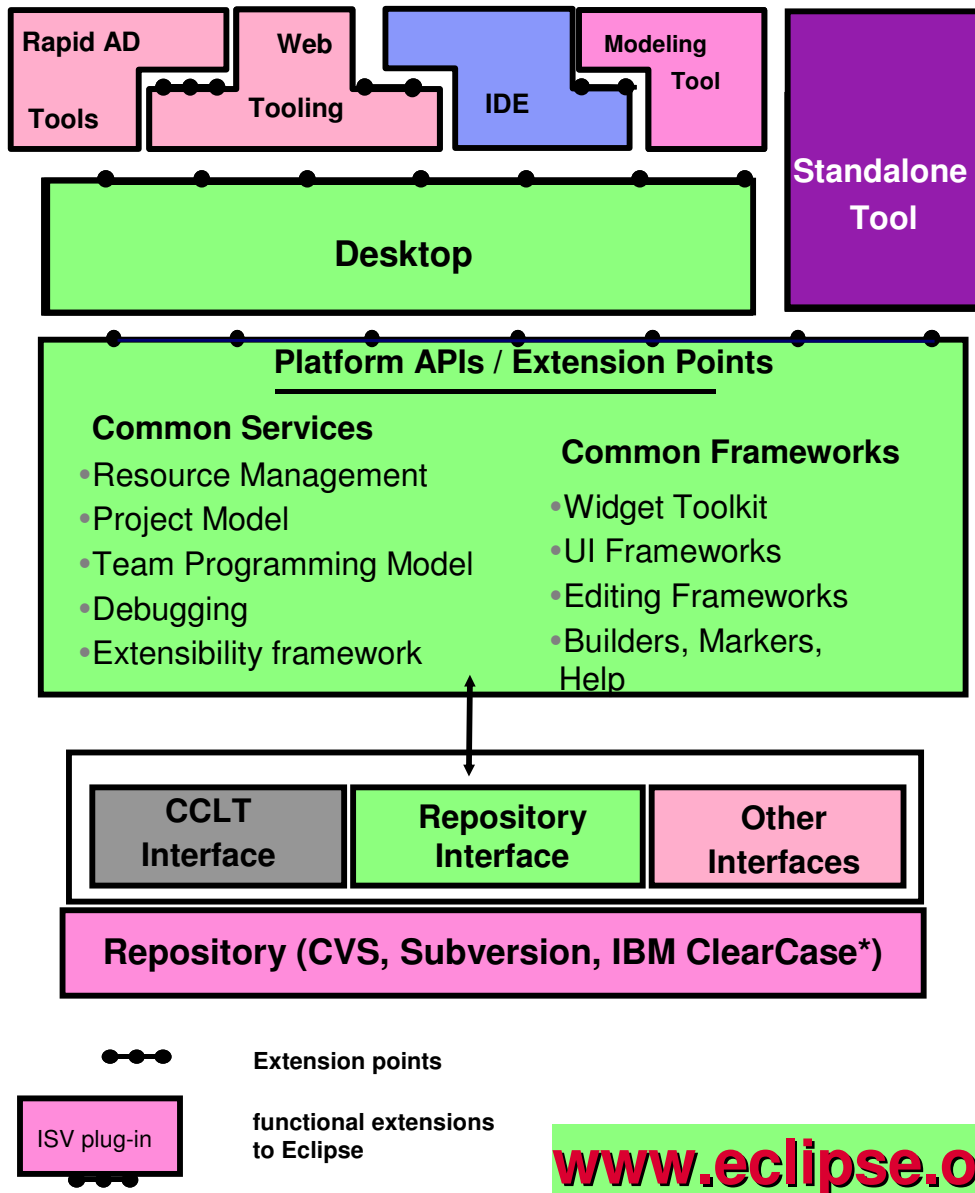 Rapid AD
Tools
Web
Tooling
IDE
Modeling
Tool
Standalone
Tool
Desktop
Platform APIs / Extension Points
Common Services
•Resource Management
•Project Model
•Team Programming Model
•Debugging
•Extensibility framework
Common Frameworks
•Widget Toolkit
•UI Frameworks
•Editing Frameworks
•Builders, Markers,
Help
CCLT
Interface
Repository
Interface
Other
Interfaces
Repository (CVS, Subversion, IBM ClearCase*)
Extension points
ISV plug-in
functional extensions
to Eclipse
www.eclipse.o